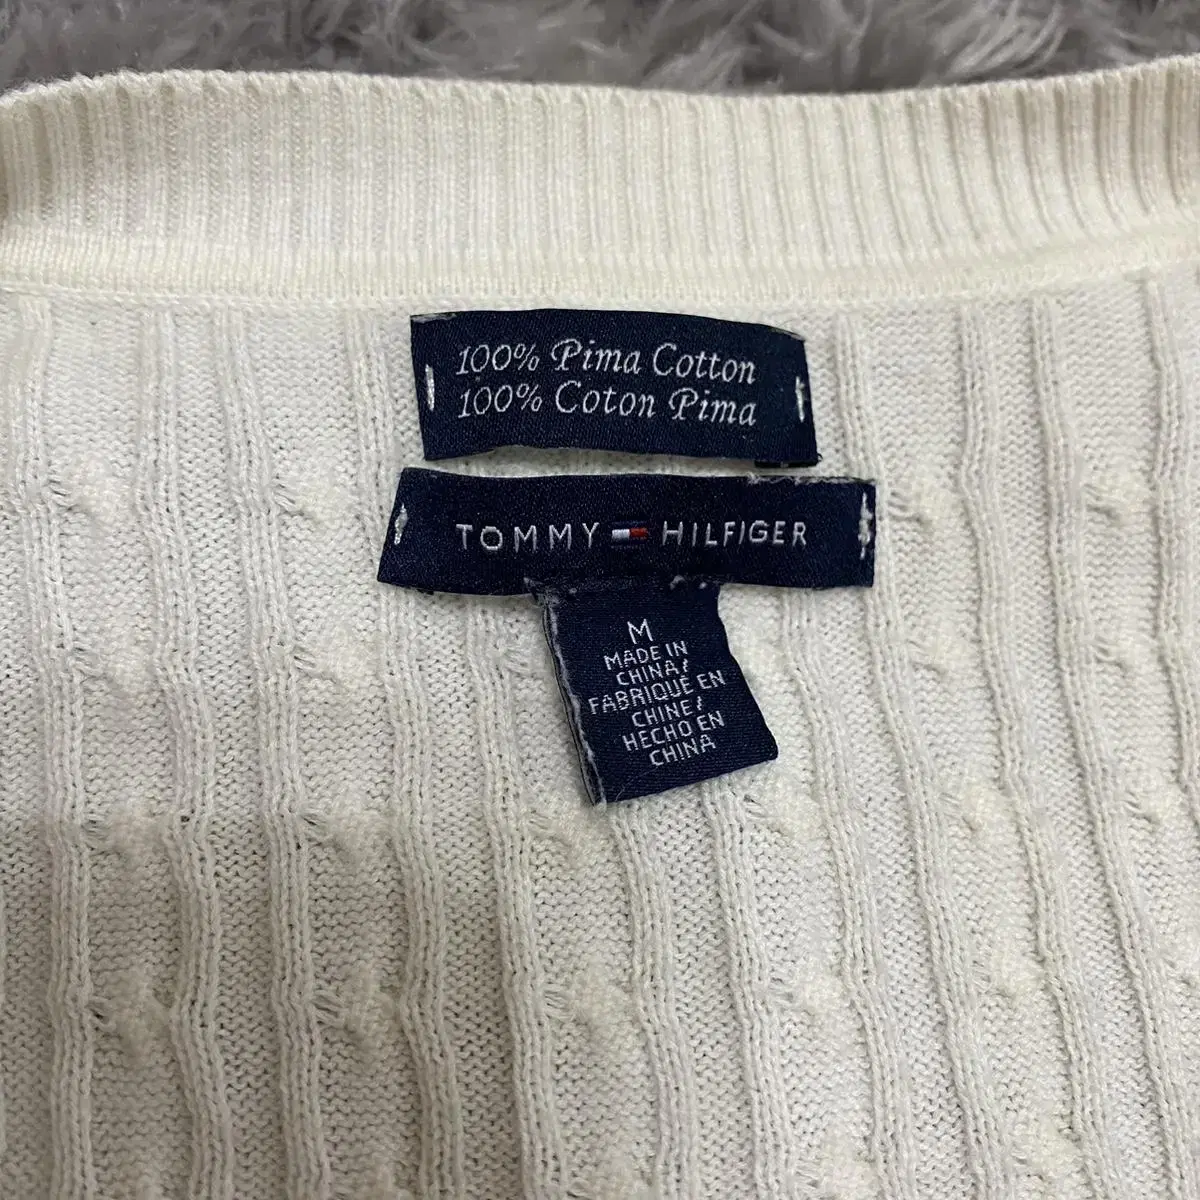 100% Pima Cotton
100% Coton Pima
TOMMY HILFIGER
M
MADE IN
CHINA/
FABRIQUÉ EN
CHINE/
HECHO EN
CHINA